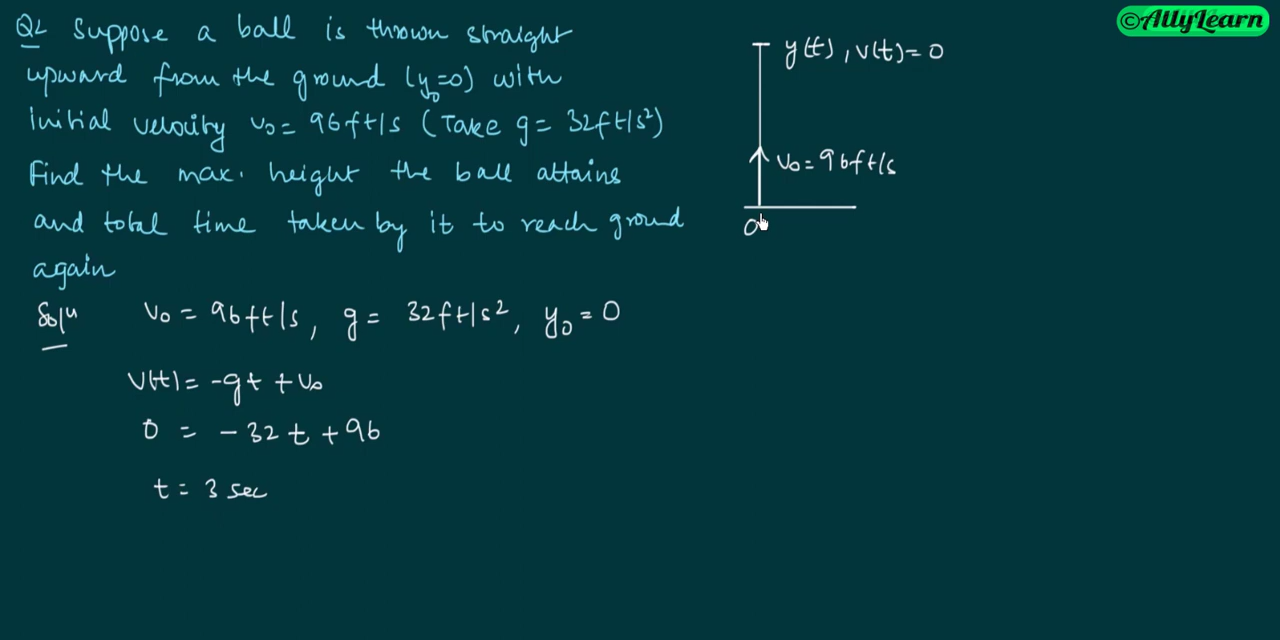 ©AllyLearn
Q2 Suppose a ball is thrown straight
upward from the ground (y₀=0) with
initial velocity v₀ = 96ft/s (Take g = 32ft/s²)
Find the max. height the ball attains
and total time taken by it to reach ground
again
Solⁿ v₀ = 96ft/s, g = 32ft/s², y₀ = 0
v(t) = -gt + v₀
0 = - 32t + 96
t = 3 sec
y(t), v(t) = 0
v₀ = 96ft/s
0